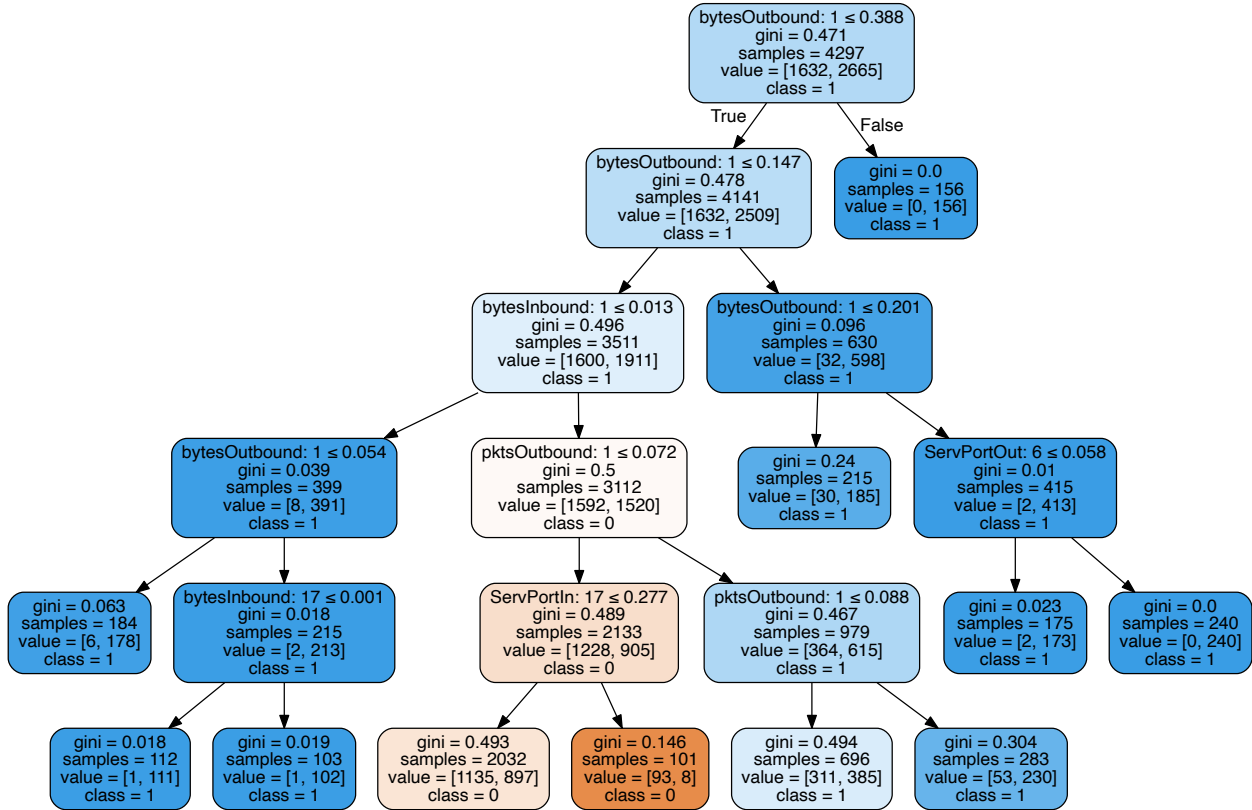 bytesOutbound: 1 ≤ 0.388
gini = 0.471
samples = 4297
value = [1632, 2665]
class = 1
True
False
bytesOutbound: 1 ≤ 0.147
gini = 0.478
samples = 4141
value = [1632, 2509]
class = 1
gini = 0.0
samples = 156
value = [0, 156]
class = 1
bytesInbound: 1 ≤ 0.013
gini = 0.496
samples = 3511
value = [1600, 1911]
class = 1
bytesOutbound: 1 ≤ 0.201
gini = 0.096
samples = 630
value = [32, 598]
class = 1
bytesOutbound: 1 ≤ 0.054
gini = 0.039
samples = 399
value = [8, 391]
class = 1
pktsOutbound: 1 ≤ 0.072
gini = 0.5
samples = 3112
value = [1592, 1520]
class = 0
gini = 0.24
samples = 215
value = [30, 185]
class = 1
ServPortOut: 6 ≤ 0.058
gini = 0.01
samples = 415
value = [2, 413]
class = 1
gini = 0.063
samples = 184
value = [6, 178]
class = 1
bytesInbound: 17 ≤ 0.001
gini = 0.018
samples = 215
value = [2, 213]
class = 1
ServPortIn: 17 ≤ 0.277
gini = 0.489
samples = 2133
value = [1228, 905]
class = 0
pktsOutbound: 1 ≤ 0.088
gini = 0.467
samples = 979
value = [364, 615]
class = 1
gini = 0.023
samples = 175
value = [2, 173]
class = 1
gini = 0.0
samples = 240
value = [0, 240]
class = 1
gini = 0.018
samples = 112
value = [1, 111]
class = 1
gini = 0.019
samples = 103
value = [1, 102]
class = 1
gini = 0.493
samples = 2032
value = [1135, 897]
class = 0
gini = 0.146
samples = 101
value = [93, 8]
class = 0
gini = 0.494
samples = 696
value = [311, 385]
class = 1
gini = 0.304
samples = 283
value = [53, 230]
class = 1